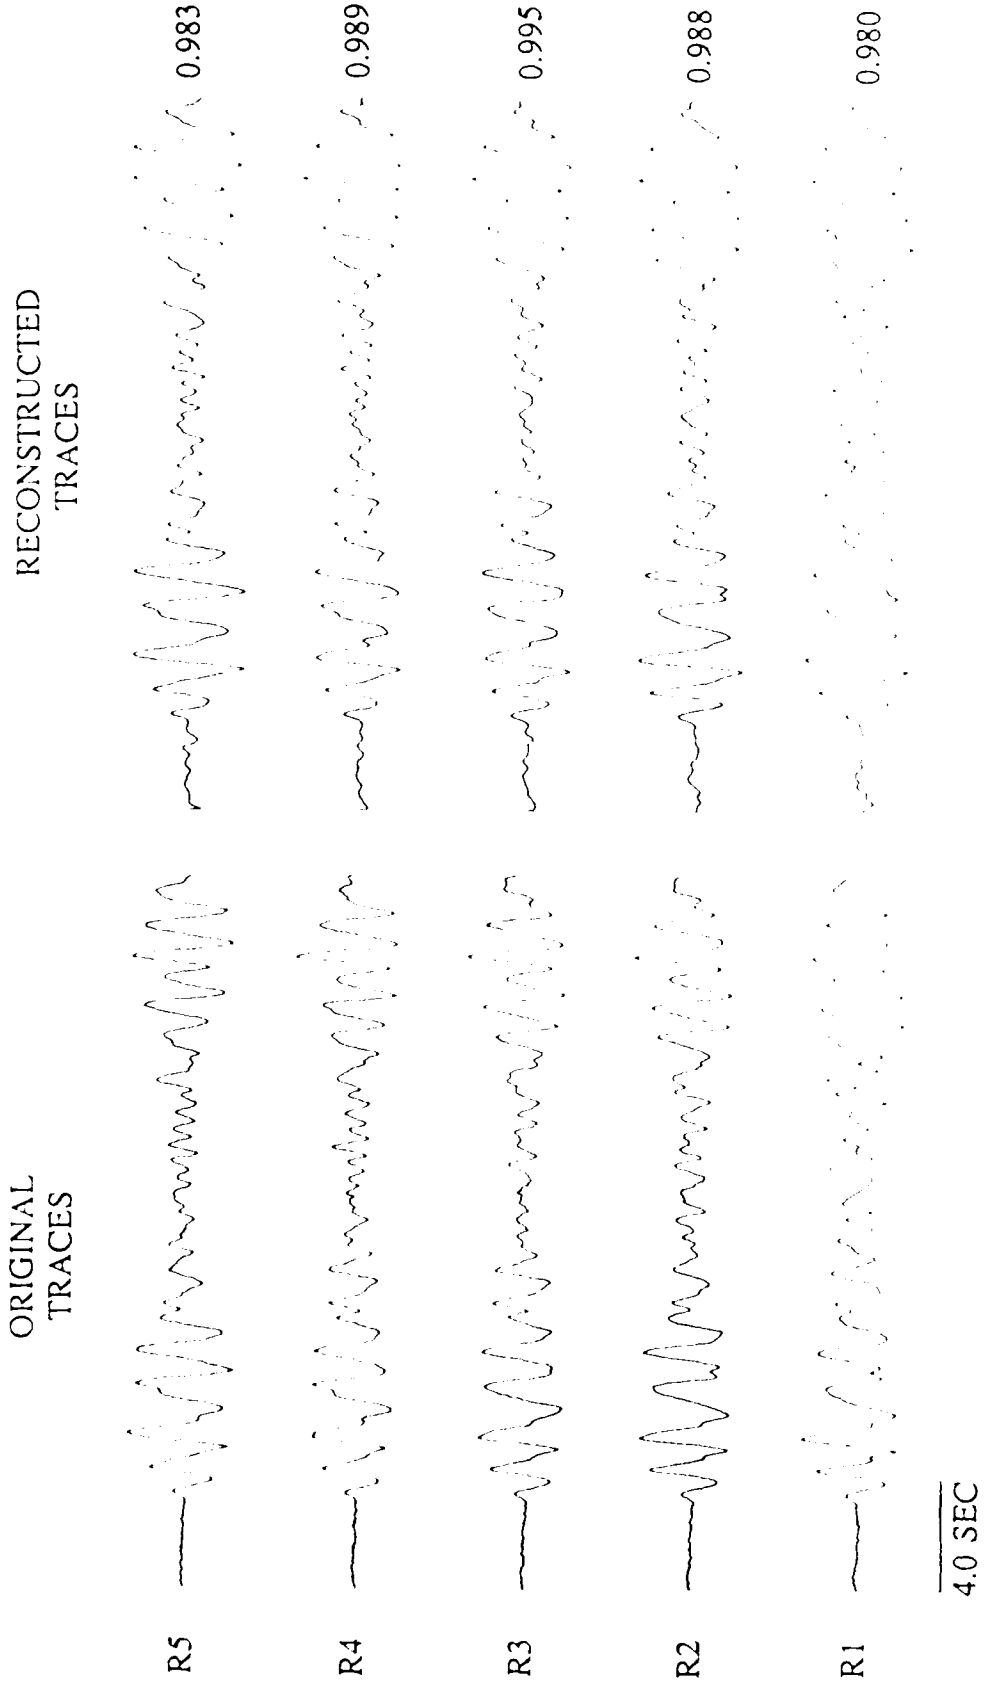 ORIGINAL
TRACES
RECONSTRUCTED
TRACES
R5
0.983
R4
0.989
R3
0.995
R2
0.988
R1
0.980
4.0 SEC